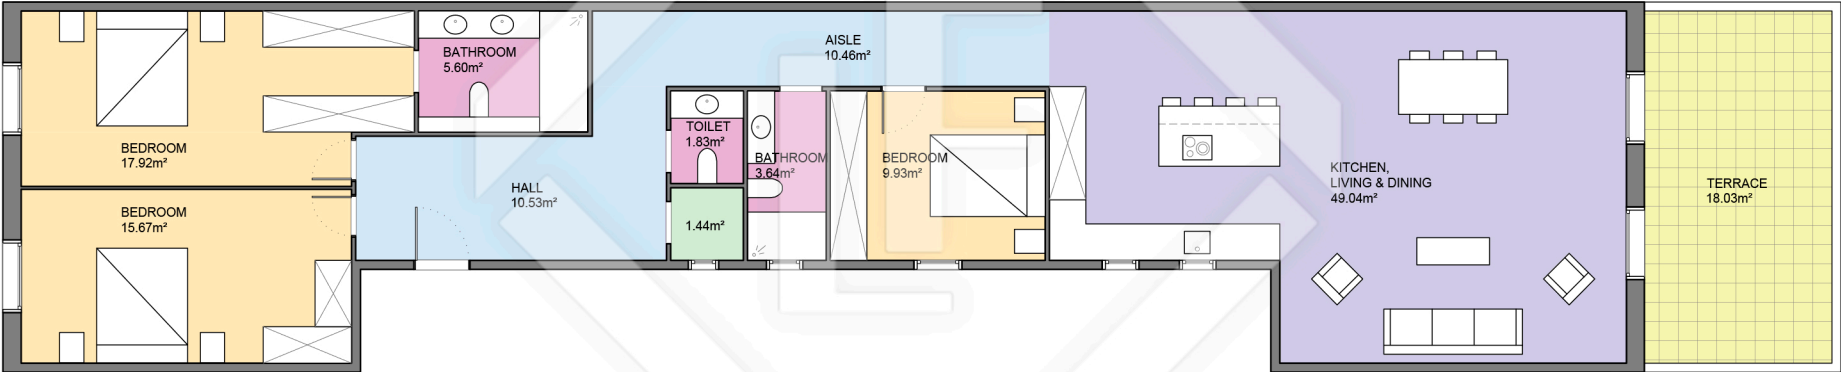 BATHROOM
5.60m²
AISLE
10.46m²
BEDROOM
17.92m²
TOILET
1.83m²
BATHROOM
3.64m²
BEDROOM
9.93m²
KITCHEN,
LIVING & DINING
49.04m²
TERRACE
18.03m²
HALL
10.53m²
BEDROOM
15.67m²
1.44m²